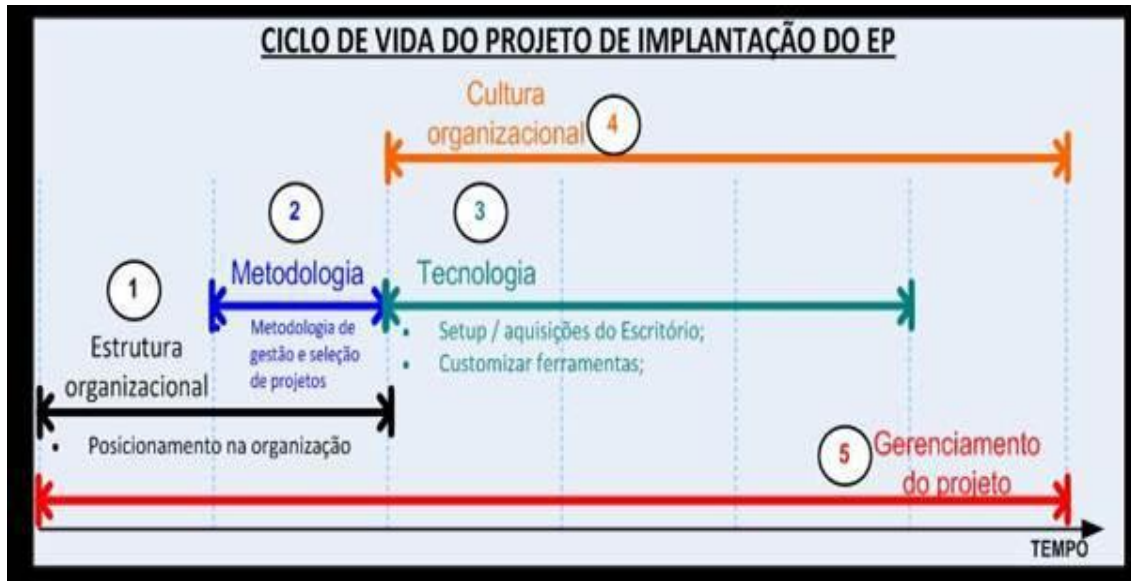 CICLO DE VIDA DO PROJETO DE IMPLANTAÇÃO DO EP
Cultura
organizacional
4
2
3
Metodologia
Tecnologia
1
• Metodologia de
gestão e seleção
de projetos
• Setup / aquisições do Escritório;
• Customizar ferramentas;
Estrutura
organizacional
• Posicionamento na organização
5
Gerenciamento
do projeto
TEMPO